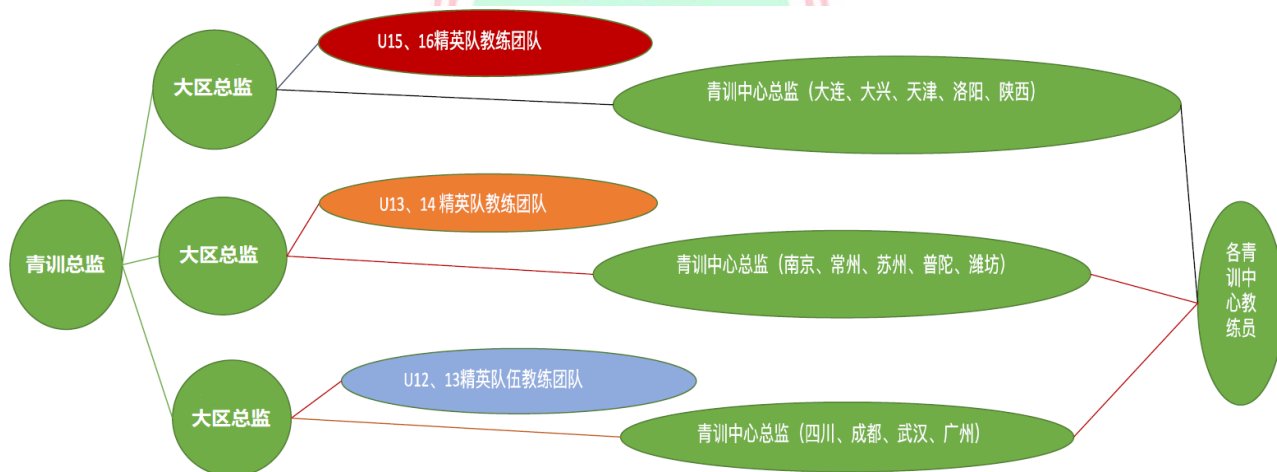 U15、16精英队教练团队
大区总监
青训中心总监（大连、大兴、天津、洛阳、陕西）
U13、14 精英队教练团队
大区总监
青训总监
青训中心总监（南京、常州、苏州、普陀、潍坊）
各青
训中
心教
练员
U12、13精英队伍教练团队
大区总监
青训中心总监（四川、成都、武汉、广州）